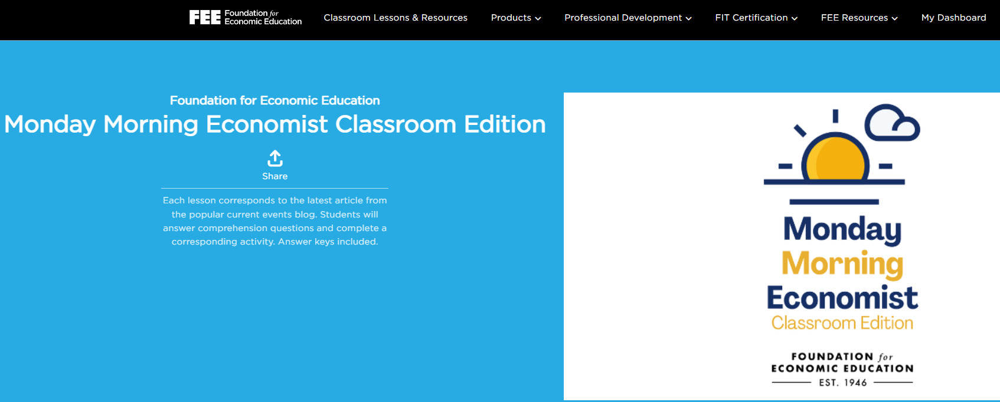 FEE Foundation for
Economic Education
Classroom Lessons & Resources
Products
Professional Development
FIT Certification
FEE Resources
My Dashboard
Foundation for Economic Education
Monday Morning Economist Classroom Edition
Share
Each lesson corresponds to the latest article from
the popular current events blog. Students will
answer comprehension questions and complete a
corresponding activity. Answer keys included.
Monday
Morning
Economist
Classroom Edition
FOUNDATION for
ECONOMIC EDUCATION
EST. 1946